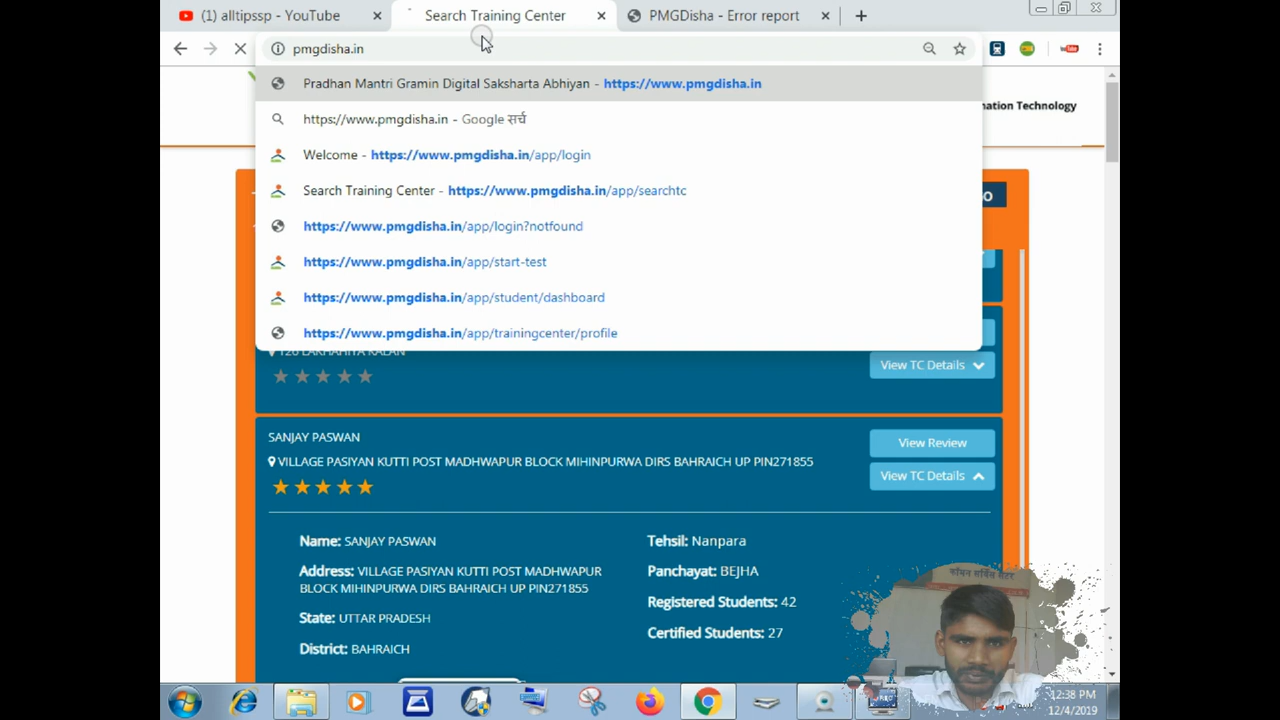 (1) alltipssp - YouTube
Search Training Center
PMGDisha - Error report
pmgdisha.in
Pradhan Mantri Gramin Digital Saksharta Abhiyan - https://www.pmgdisha.in
https://www.pmgdisha.in - Google सर्च
Welcome - https://www.pmgdisha.in/app/login
Search Training Center - https://www.pmgdisha.in/app/searchtc
https://www.pmgdisha.in/app/login?notfound
https://www.pmgdisha.in/app/start-test
https://www.pmgdisha.in/app/student/dashboard
https://www.pmgdisha.in/app/trainingcenter/profile
mation Technology
View TC Details
SANJAY PASWAN
View Review
VILLAGE PASIYAN KUTTI POST MADHWAPUR BLOCK MIHINPURWA DIRS BAHRAICH UP PIN271855
View TC Details
Name: SANJAY PASWAN
Tehsil: Nanpara
Address: VILLAGE PASIYAN KUTTI POST MADHWAPUR
BLOCK MIHINPURWA DIRS BAHRAICH UP PIN271855
Panchayat: BEJHA
State: UTTAR PRADESH
Registered Students: 42
District: BAHRAICH
Certified Students: 27
12:38 PM
12/4/2019